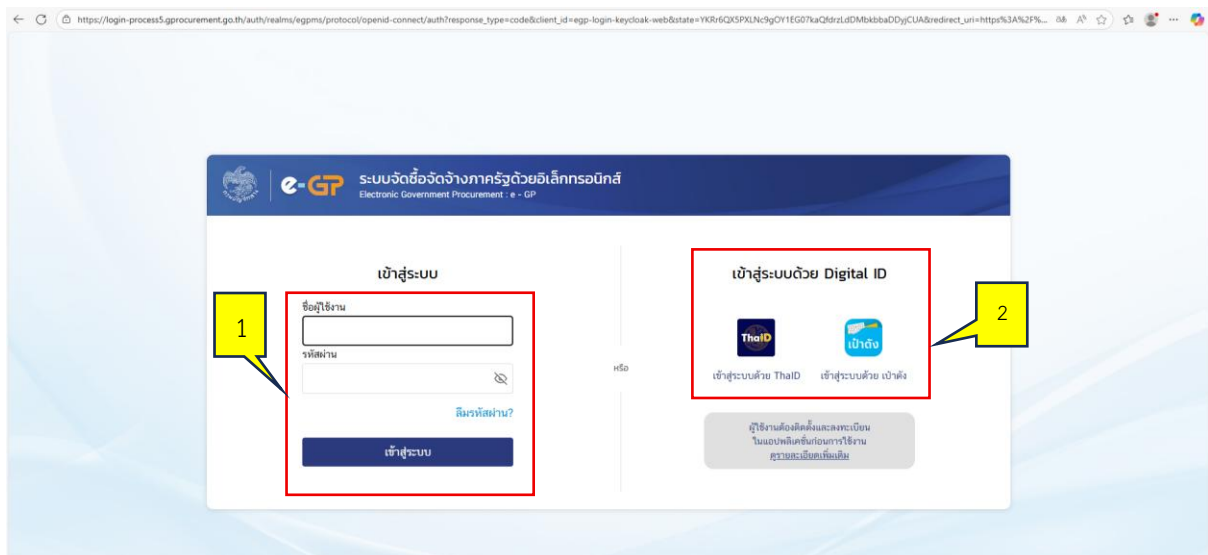 https://login-process5.gprocurement.go.th/auth/realms/egpms/protocol/openid-connect/auth?response_type=code&client_id=egp-login-keycloak-web&state=YKRr6QX5PXLNc9gOY1EG07kaQfdrzLdDMbkbbaDDyjCUA&redirect_uri=https%3A%2F%...
e-GP
ระบบจัดซื้อจัดจ้างภาครัฐด้วยอิเล็กทรอนิกส์
Electronic Government Procurement : e - GP
เข้าสู่ระบบ
1
ชื่อผู้ใช้งาน
รหัสผ่าน
ลืมรหัสผ่าน?
เข้าสู่ระบบ
หรือ
เข้าสู่ระบบด้วย Digital ID
2
ThaID
เป๋าตัง
เข้าสู่ระบบด้วย ThaID
เข้าสู่ระบบด้วย เป๋าตัง
ผู้ใช้งานต้องติดตั้งและลงทะเบียน
ในแอปพลิเคชั่นก่อนการใช้งาน
ดูรายละเอียดเพิ่มเติม